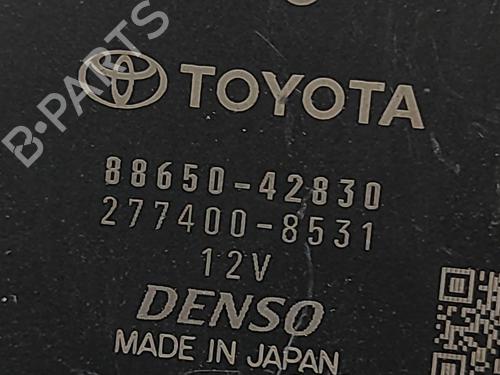 B-PARTS
TOYOTA
88650-42830
277400-8531
12V
DENSO
MADE IN JAPAN